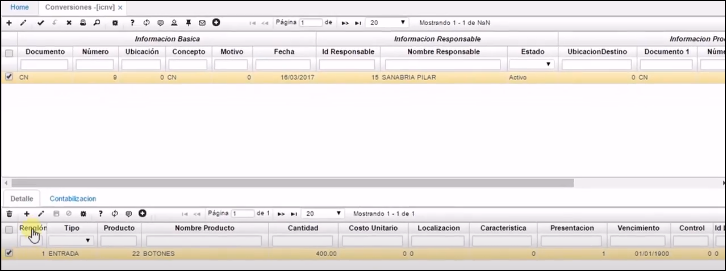 Home Conversiones -[icnv] x
Página 1 de 1 20 Mostrando 1 - 1 de NaN
Informacion Basica Informacion Responsable Informacion Pro
Documento Número Ubicación Concepto Motivo Fecha Id Responsable Nombre Responsable Estado UbicacionDestino Documento 1 Núme
CN 9 0 CN 0 16/03/2017 15 SANABRIA PILAR Activo 0 CN
Detalle Contabilizacion
Página 1 de 1 20 Mostrando 1 - 1 de 1
Renglón Tipo Producto Nombre Producto Cantidad Costo Unitario Localizacion Caracteristica Presentacion Vencimiento Control Id
1 ENTRADA 22 BOTONES 400.00 0 0 0 1 01/01/1900 0 0